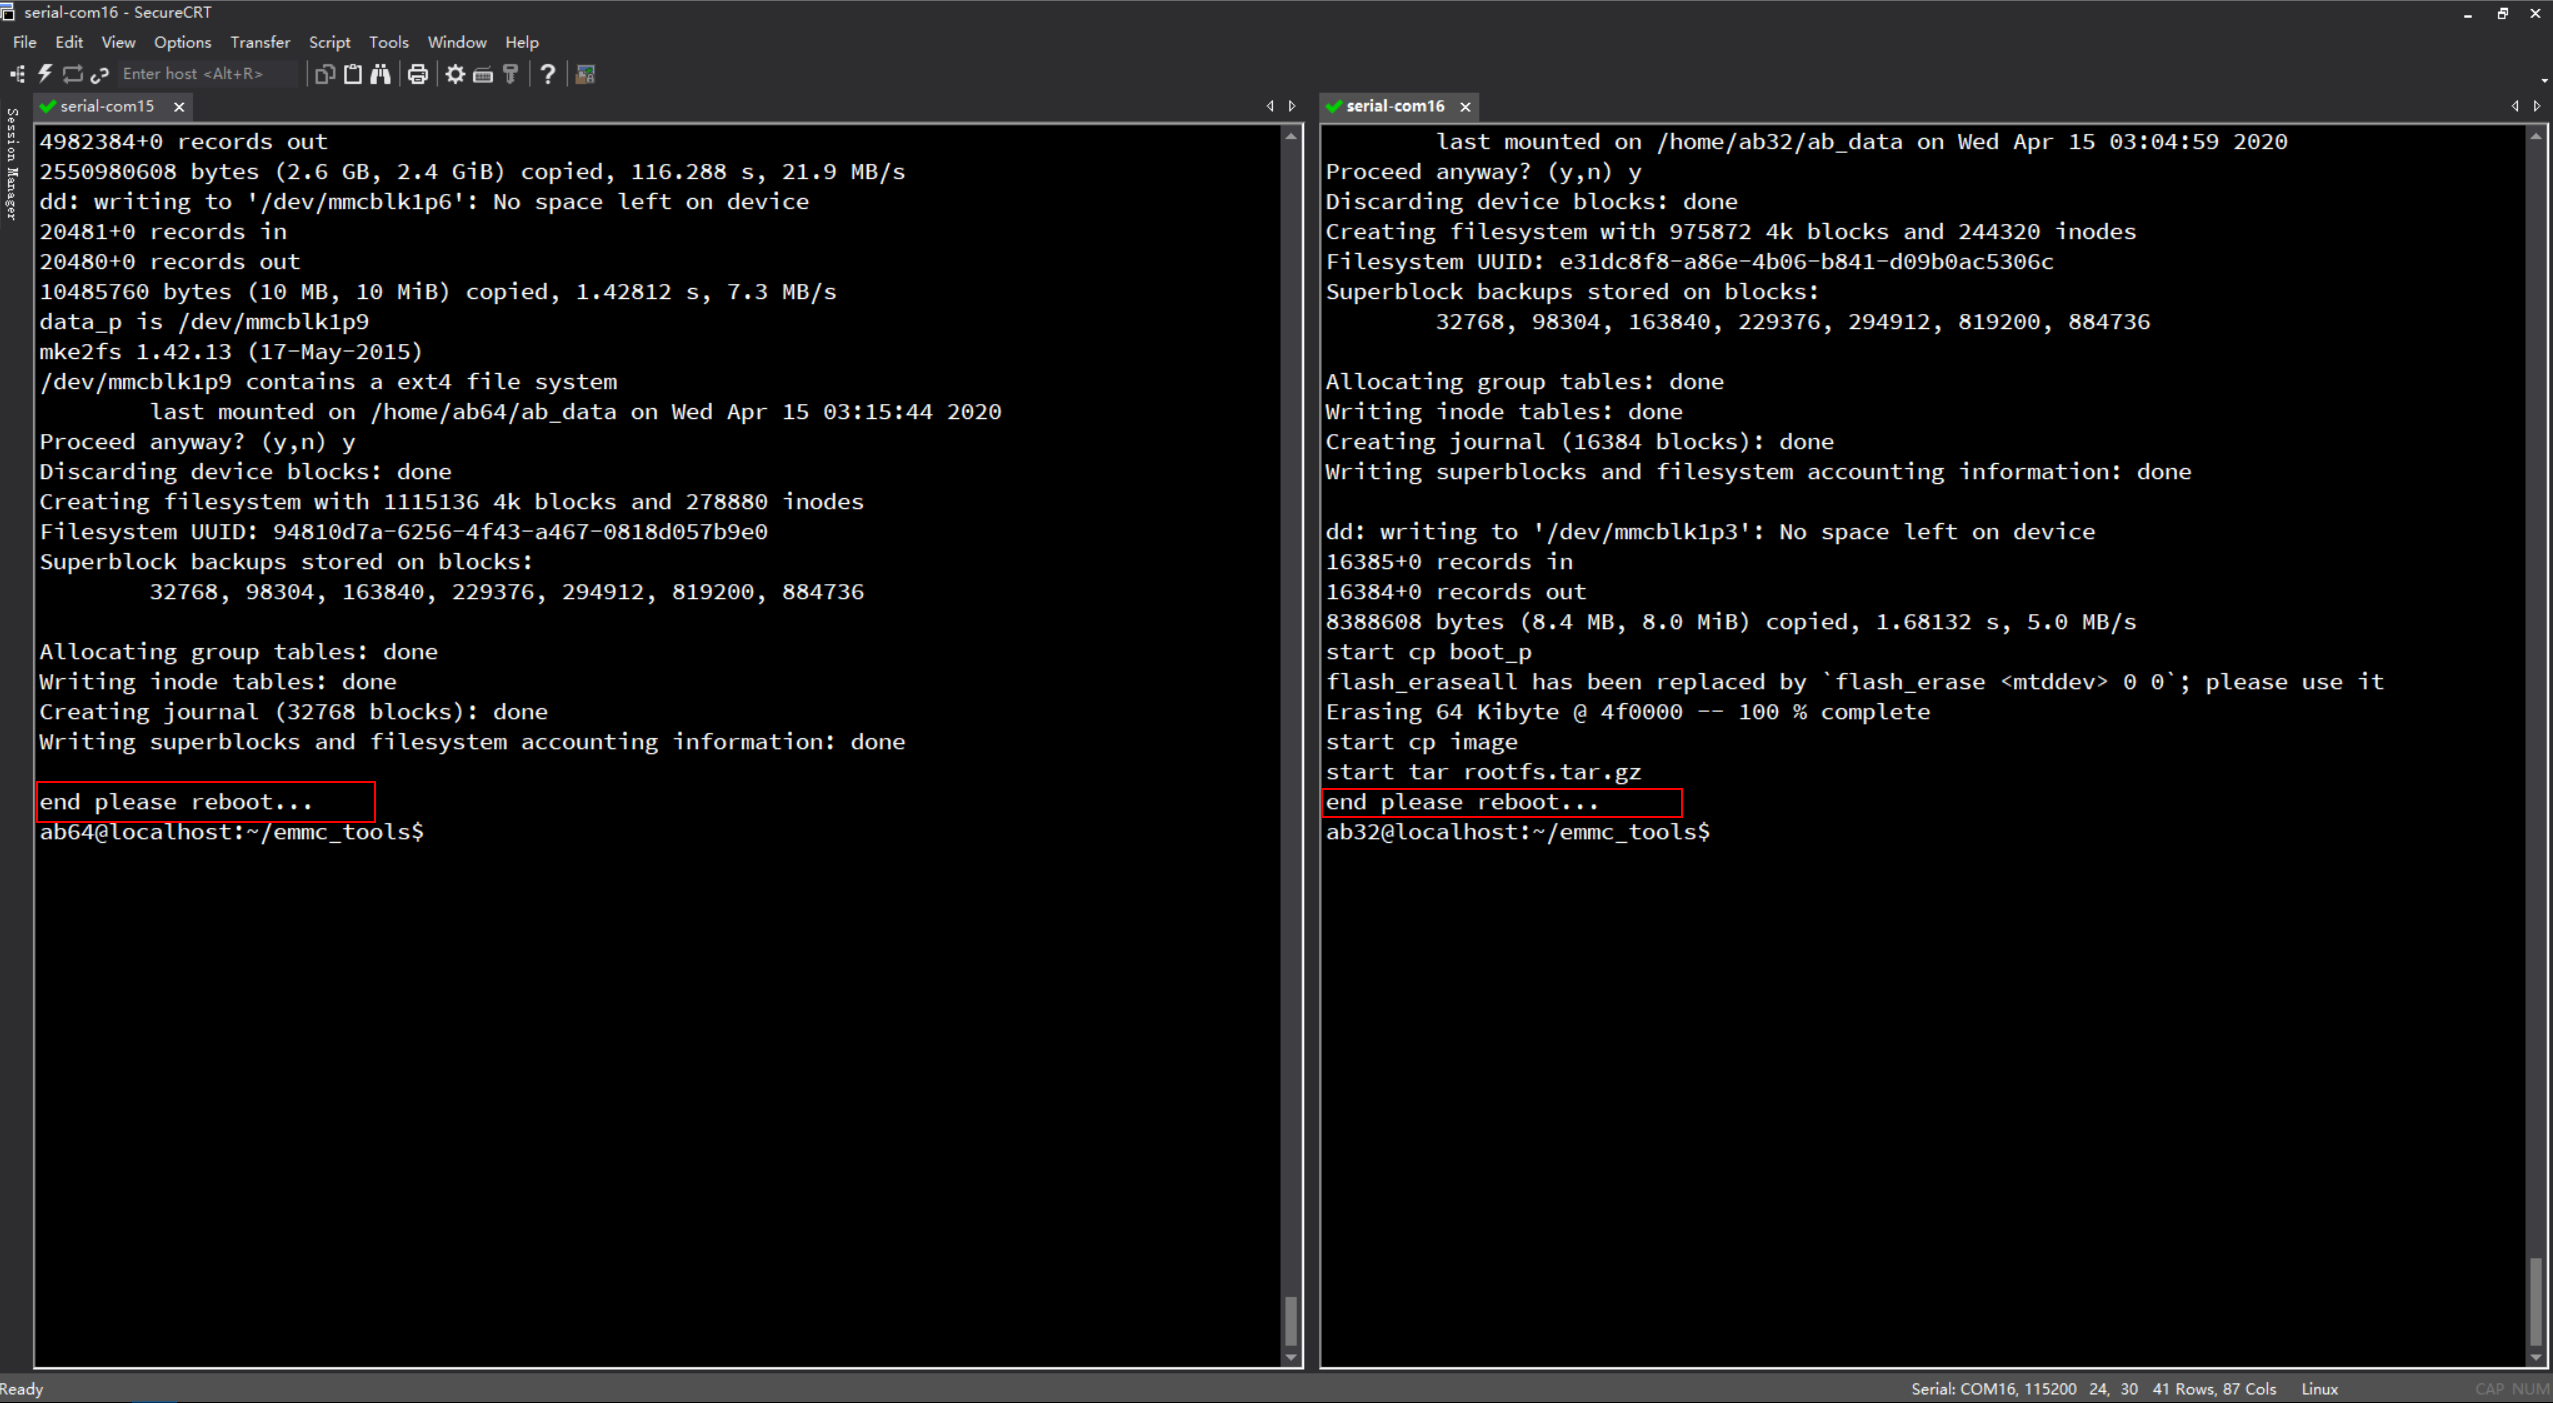 serial-com16 - SecureCRT
File Edit View Options Transfer Script Tools Window Help
Enter host <Alt+R>
Session Manager
serial-com15
4982384+0 records out
2550980608 bytes (2.6 GB, 2.4 GiB) copied, 116.288 s, 21.9 MB/s
dd: writing to '/dev/mmcblk1p6': No space left on device
20481+0 records in
20480+0 records out
10485760 bytes (10 MB, 10 MiB) copied, 1.42812 s, 7.3 MB/s
data_p is /dev/mmcblk1p9
mke2fs 1.42.13 (17-May-2015)
/dev/mmcblk1p9 contains a ext4 file system
last mounted on /home/ab64/ab_data on Wed Apr 15 03:15:44 2020
Proceed anyway? (y,n) y
Discarding device blocks: done
Creating filesystem with 1115136 4k blocks and 278880 inodes
Filesystem UUID: 94810d7a-6256-4f43-a467-0818d057b9e0
Superblock backups stored on blocks:
32768, 98304, 163840, 229376, 294912, 819200, 884736
Allocating group tables: done
Writing inode tables: done
Creating journal (32768 blocks): done
Writing superblocks and filesystem accounting information: done
end please reboot...
ab64@localhost:~/emmc_tools$
serial-com16
last mounted on /home/ab32/ab_data on Wed Apr 15 03:04:59 2020
Proceed anyway? (y,n) y
Discarding device blocks: done
Creating filesystem with 975872 4k blocks and 244320 inodes
Filesystem UUID: e31dc8f8-a86e-4b06-b841-d09b0ac5306c
Superblock backups stored on blocks:
32768, 98304, 163840, 229376, 294912, 819200, 884736
Allocating group tables: done
Writing inode tables: done
Creating journal (16384 blocks): done
Writing superblocks and filesystem accounting information: done
dd: writing to '/dev/mmcblk1p3': No space left on device
16385+0 records in
16384+0 records out
8388608 bytes (8.4 MB, 8.0 MiB) copied, 1.68132 s, 5.0 MB/s
start cp boot_p
flash_eraseall has been replaced by `flash_erase <mtddev> 0 0`; please use it
Erasing 64 Kibyte @ 4f0000 -- 100 % complete
start cp image
start tar rootfs.tar.gz
end please reboot...
ab32@localhost:~/emmc_tools$
Ready
Serial: COM16, 115200 24, 30 41 Rows, 87 Cols Linux CAP NUM